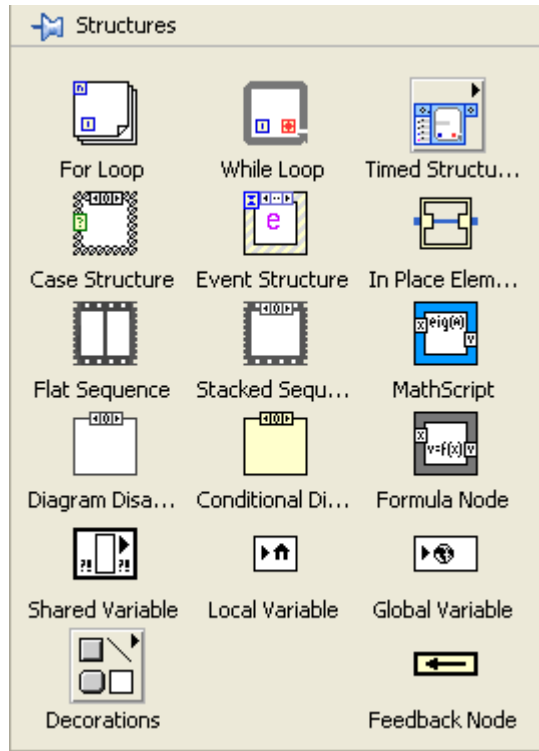 Structures
For Loop
While Loop
Timed Structu...
Case Structure
Event Structure
In Place Elem...
eig(A)
Flat Sequence
Stacked Sequ...
MathScript
y=f(x)
Diagram Disa...
Conditional Di...
Formula Node
?! ?!
Shared Variable
Local Variable
Global Variable
Decorations
Feedback Node